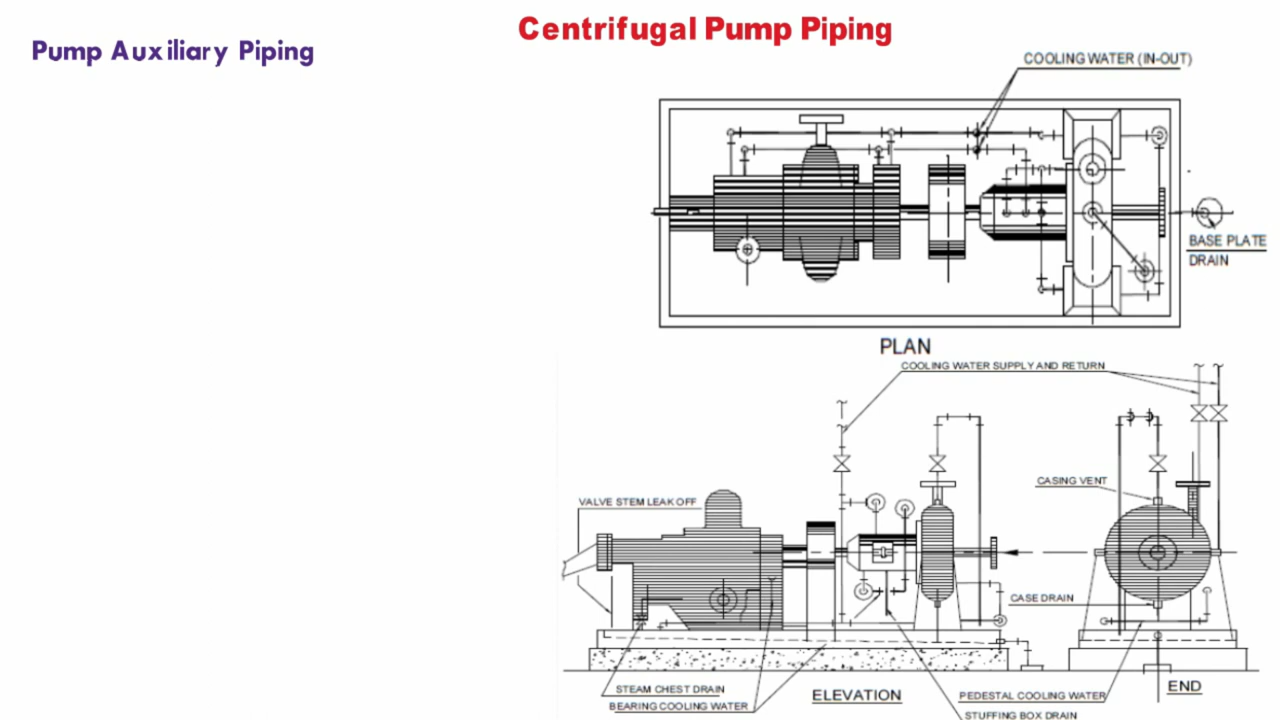 Centrifugal Pump Piping
Pump Auxiliary Piping
COOLING WATER (IN-OUT)
BASE PLATE
DRAIN
PLAN
COOLING WATER SUPPLY AND RETURN
CASING VENT
VALVE STEM LEAK OFF
CASE DRAIN
STEAM CHEST DRAIN
BEARING COOLING WATER
ELEVATION
PEDESTAL COOLING WATER
END
STUFFING BOX DRAIN